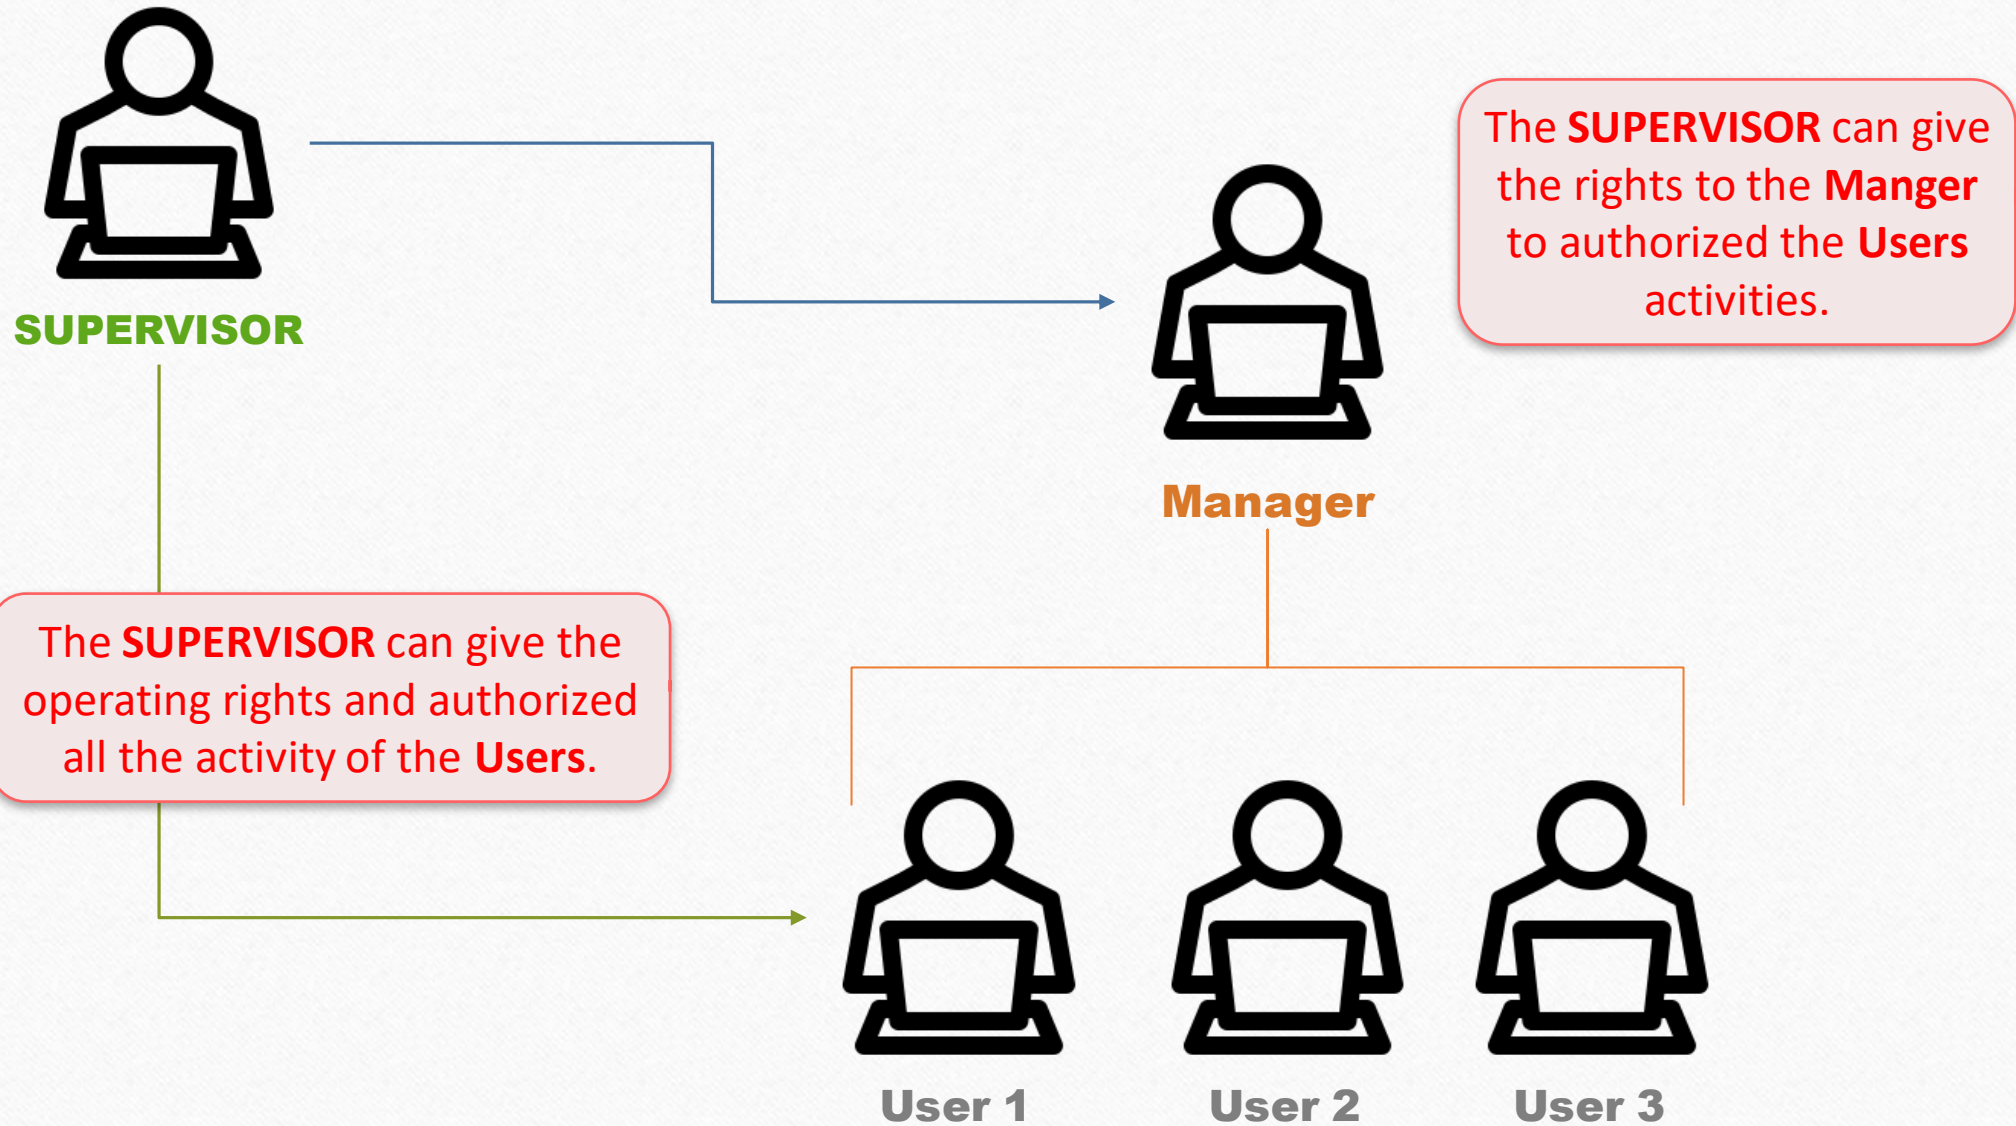 SUPERVISOR
The SUPERVISOR can give
the rights to the Manger
to authorized the Users
activities.
Manager
The SUPERVISOR can give the
operating rights and authorized
all the activity of the Users.
User 1
User 2
User 3